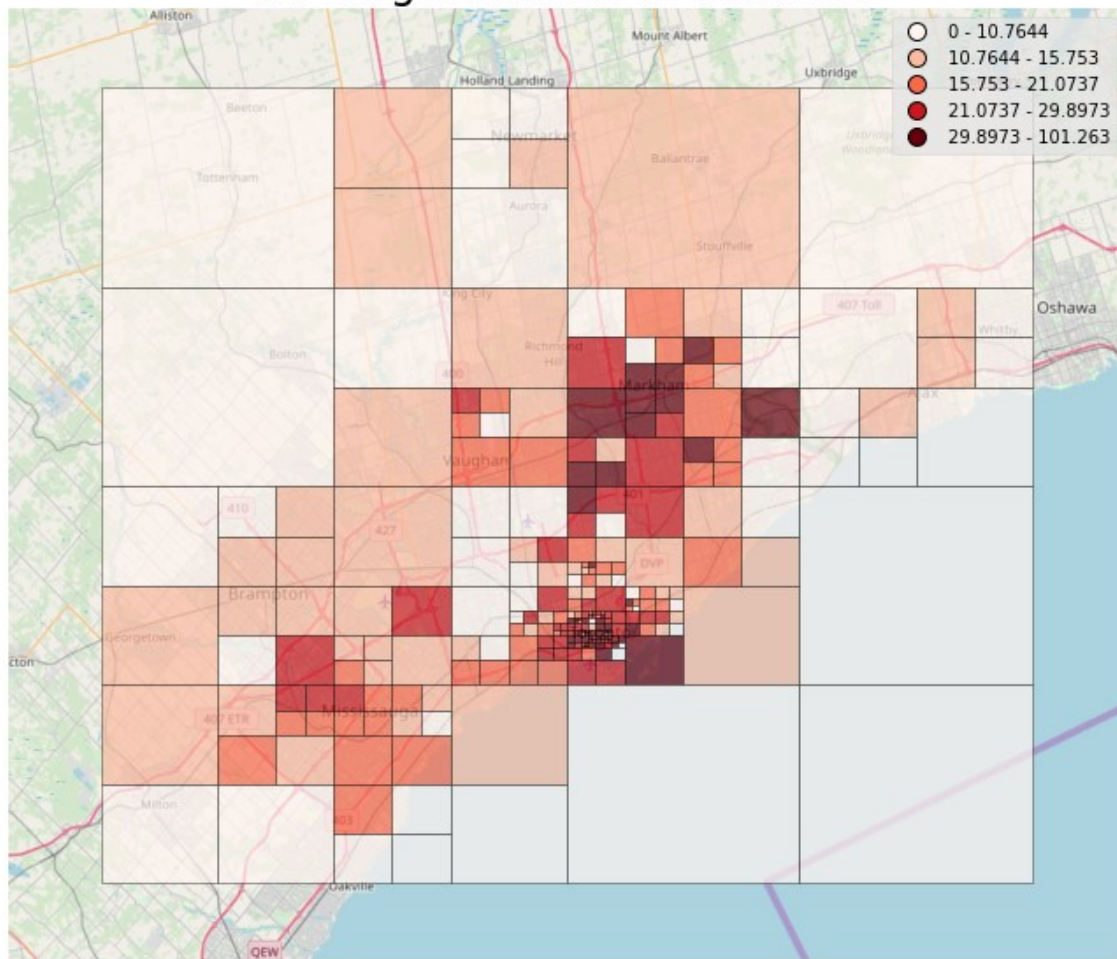 Alliston
Mount Albert
Holland Landing
Uxbridge
0 - 10.7644
10.7644 - 15.753
15.753 - 21.0737
21.0737 - 29.8973
29.8973 - 101.263
Beeton
Newmarket
Uxbridge
Woodlands
Ballantrae
Tottenham
Aurora
Stouffville
King City
407 Toll
Oshawa
Whitby
Richmond
Hill
Bolton
400
Markham
Ajax
Vaughan
401
410
427
DVP
Brampton
Georgetown
cton
407 ETR
Mississauga
Milton
403
Oakville
QEW